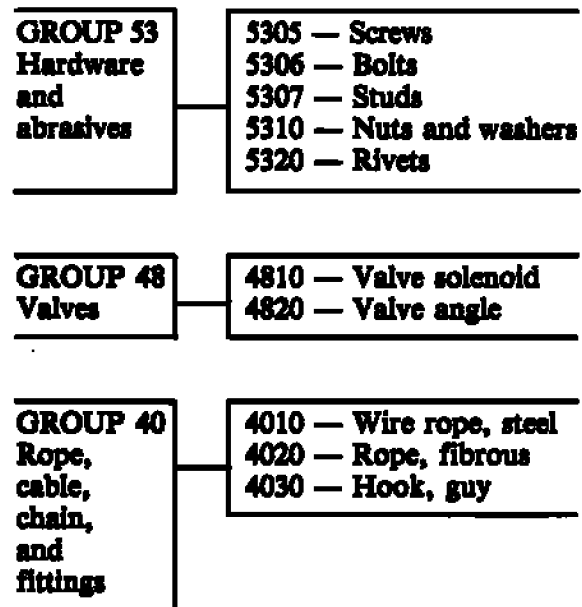 GROUP 53
Hardware
and
abrasives
5305 — Screws
5306 — Bolts
5307 — Studs
5310 — Nuts and washers
5320 — Rivets
GROUP 48
Valves
4810 — Valve solenoid
4820 — Valve angle
GROUP 40
Rope,
cable,
chain,
and
fittings
4010 — Wire rope, steel
4020 — Rope, fibrous
4030 — Hook, guy